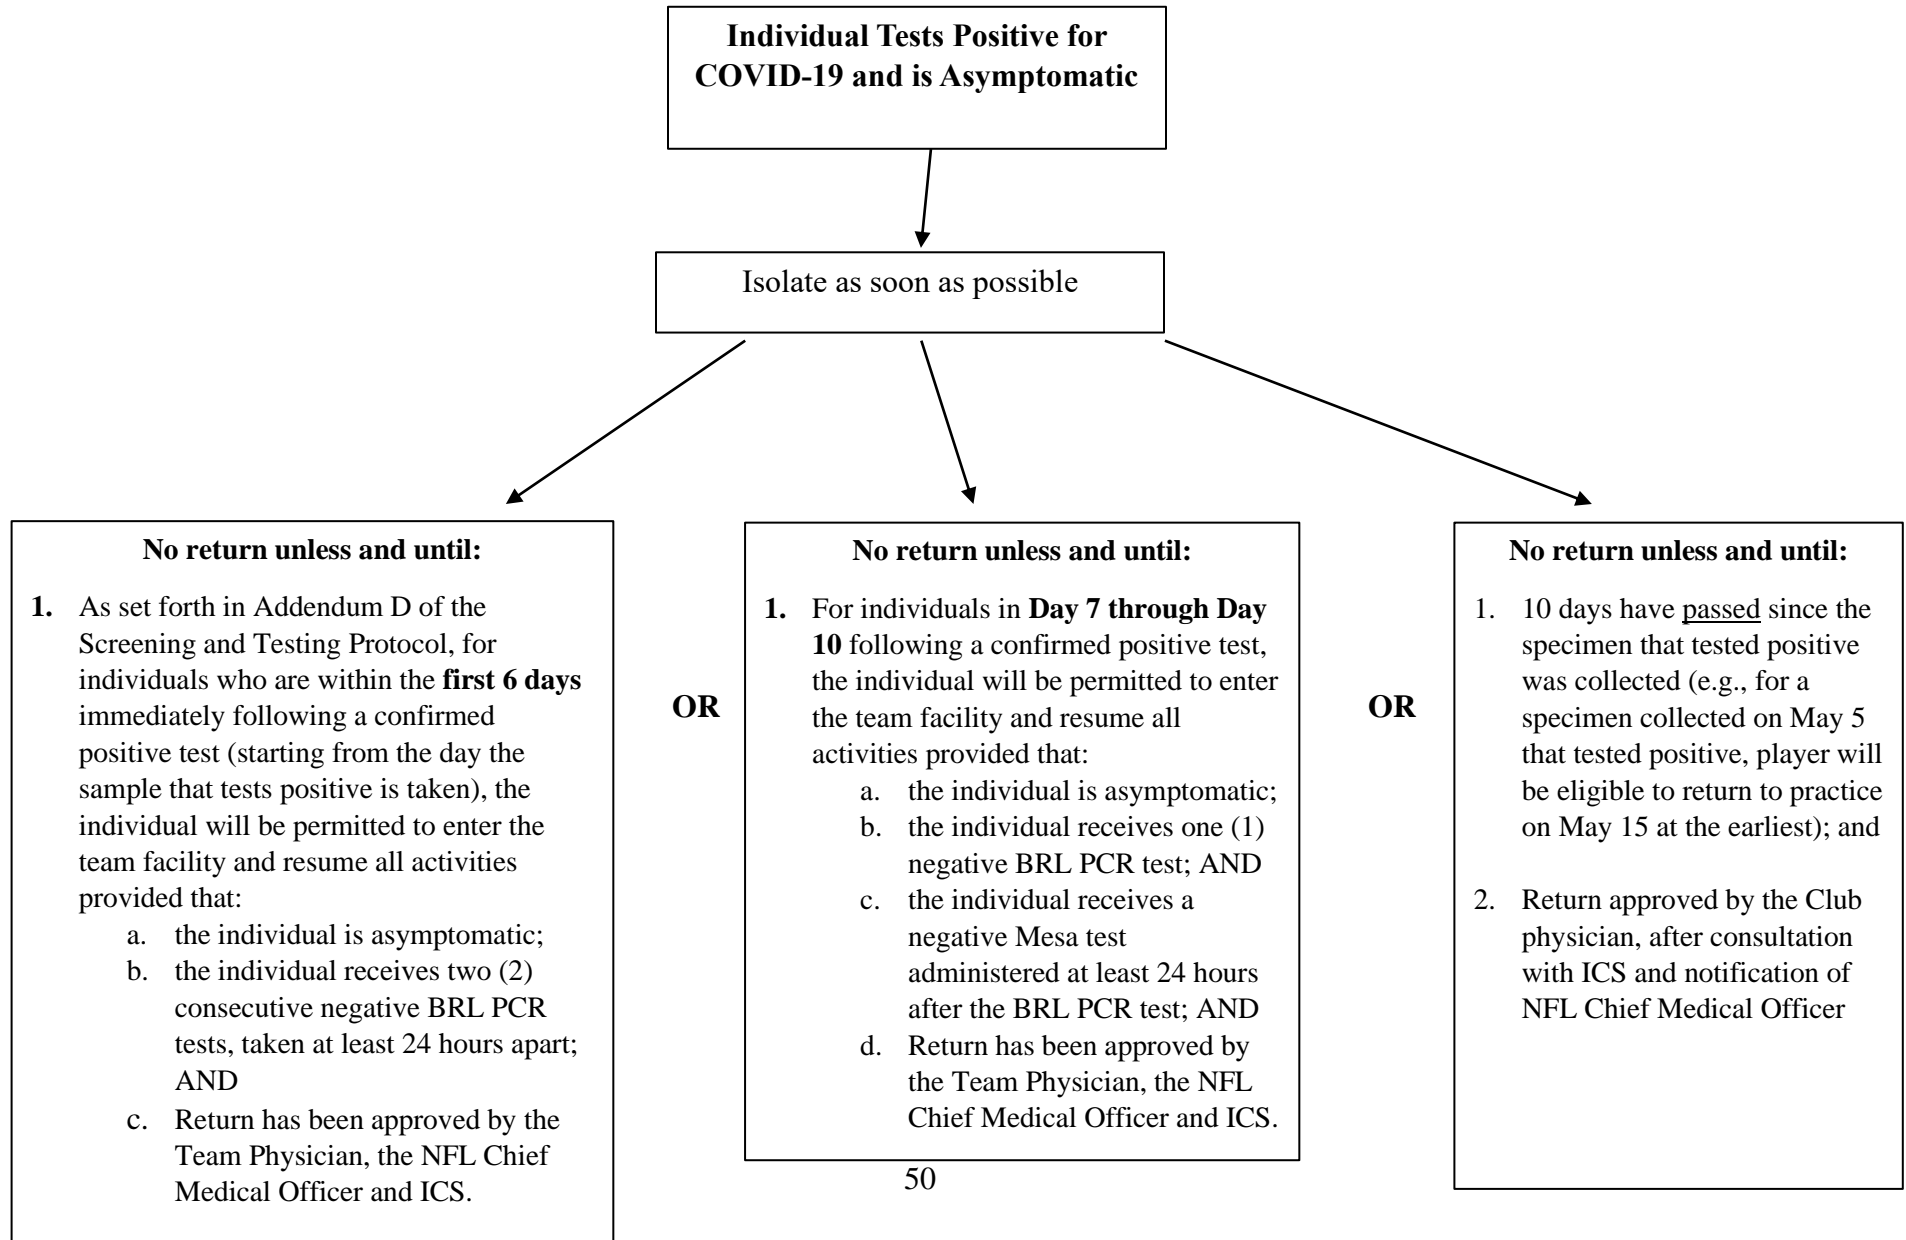 Individual Tests Positive for
COVID-19 and is Asymptomatic
Isolate as soon as possible
No return unless and until:
1. As set forth in Addendum D of the
Screening and Testing Protocol, for
individuals who are within the first 6 days
immediately following a confirmed
positive test (starting from the day the
sample that tests positive is taken), the
individual will be permitted to enter the
team facility and resume all activities
provided that:
a. the individual is asymptomatic;
b. the individual receives two (2)
consecutive negative BRL PCR
tests, taken at least 24 hours apart;
AND
c. Return has been approved by the
Team Physician, the NFL Chief
Medical Officer and ICS.
OR
No return unless and until:
1. For individuals in Day 7 through Day
10 following a confirmed positive test,
the individual will be permitted to enter
the team facility and resume all
activities provided that:
a. the individual is asymptomatic;
b. the individual receives one (1)
negative BRL PCR test; AND
c. the individual receives a
negative Mesa test
administered at least 24 hours
after the BRL PCR test; AND
d. Return has been approved by
the Team Physician, the NFL
Chief Medical Officer and ICS.
OR
No return unless and until:
1. 10 days have passed since the
specimen that tested positive
was collected (e.g., for a
specimen collected on May 5
that tested positive, player will
be eligible to return to practice
on May 15 at the earliest); and
2. Return approved by the Club
physician, after consultation
with ICS and notification of
NFL Chief Medical Officer
50